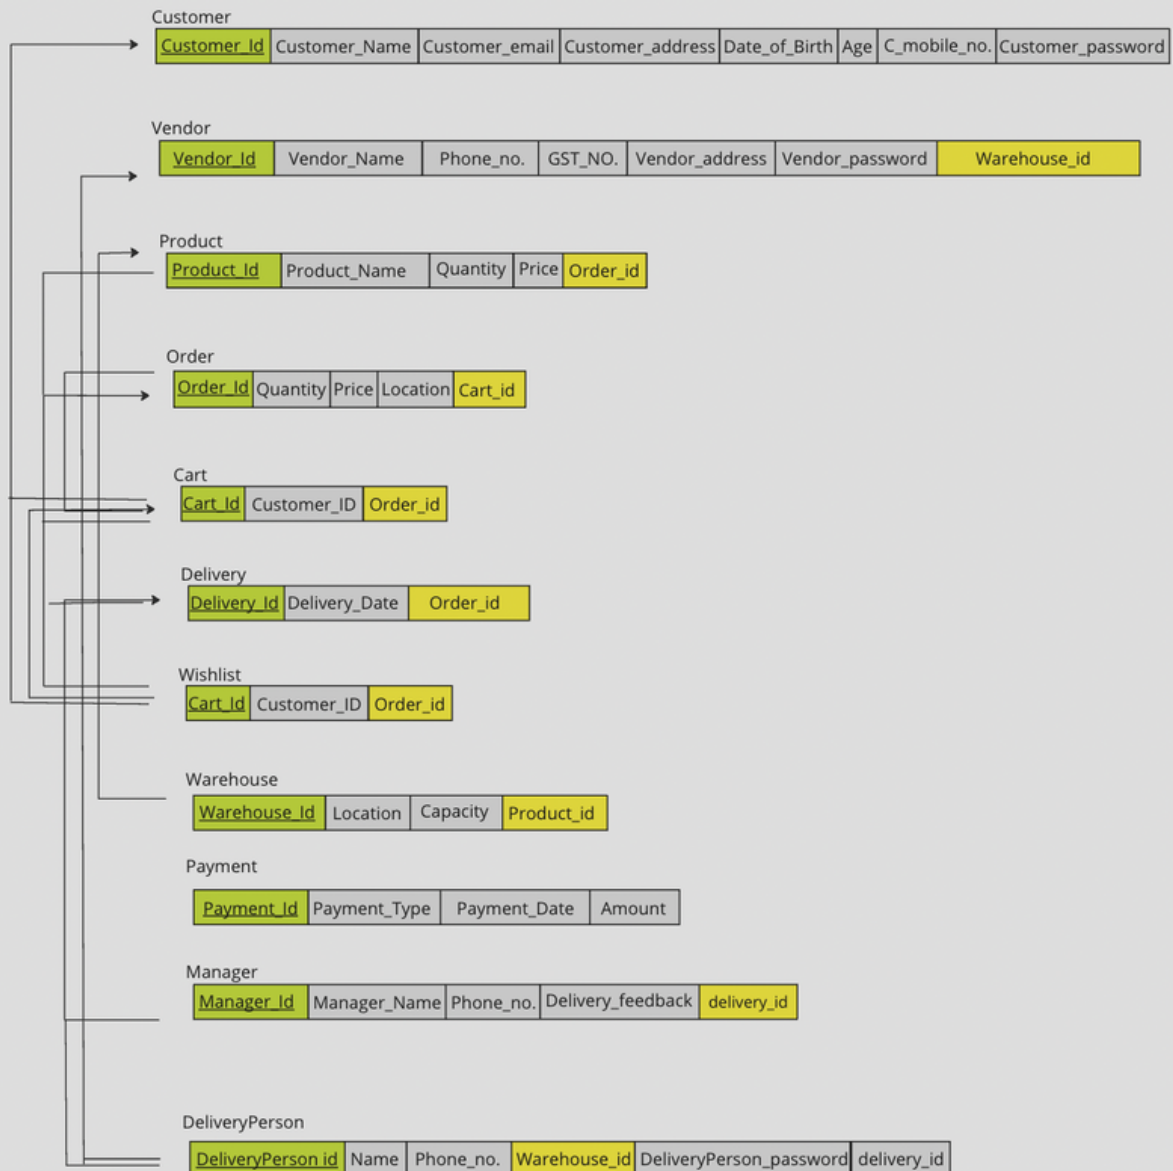 Customer
Customer_Id Customer_Name Customer_email Customer_address Date_of_Birth Age C_mobile_no. Customer_password
Vendor
Vendor_Id Vendor_Name Phone_no. GST_NO. Vendor_address Vendor_password Warehouse_id
Product
Product_Id Product_Name Quantity Price Order_id
Order
Order_Id Quantity Price Location Cart_id
Cart
Cart_Id Customer_ID Order_id
Delivery
Delivery_Id Delivery_Date Order_id
Wishlist
Cart_Id Customer_ID Order_id
Warehouse
Warehouse_Id Location Capacity Product_id
Payment
Payment_Id Payment_Type Payment_Date Amount
Manager
Manager_Id Manager_Name Phone_no. Delivery_feedback delivery_id
DeliveryPerson
DeliveryPerson id Name Phone_no. Warehouse_id DeliveryPerson_password delivery_id